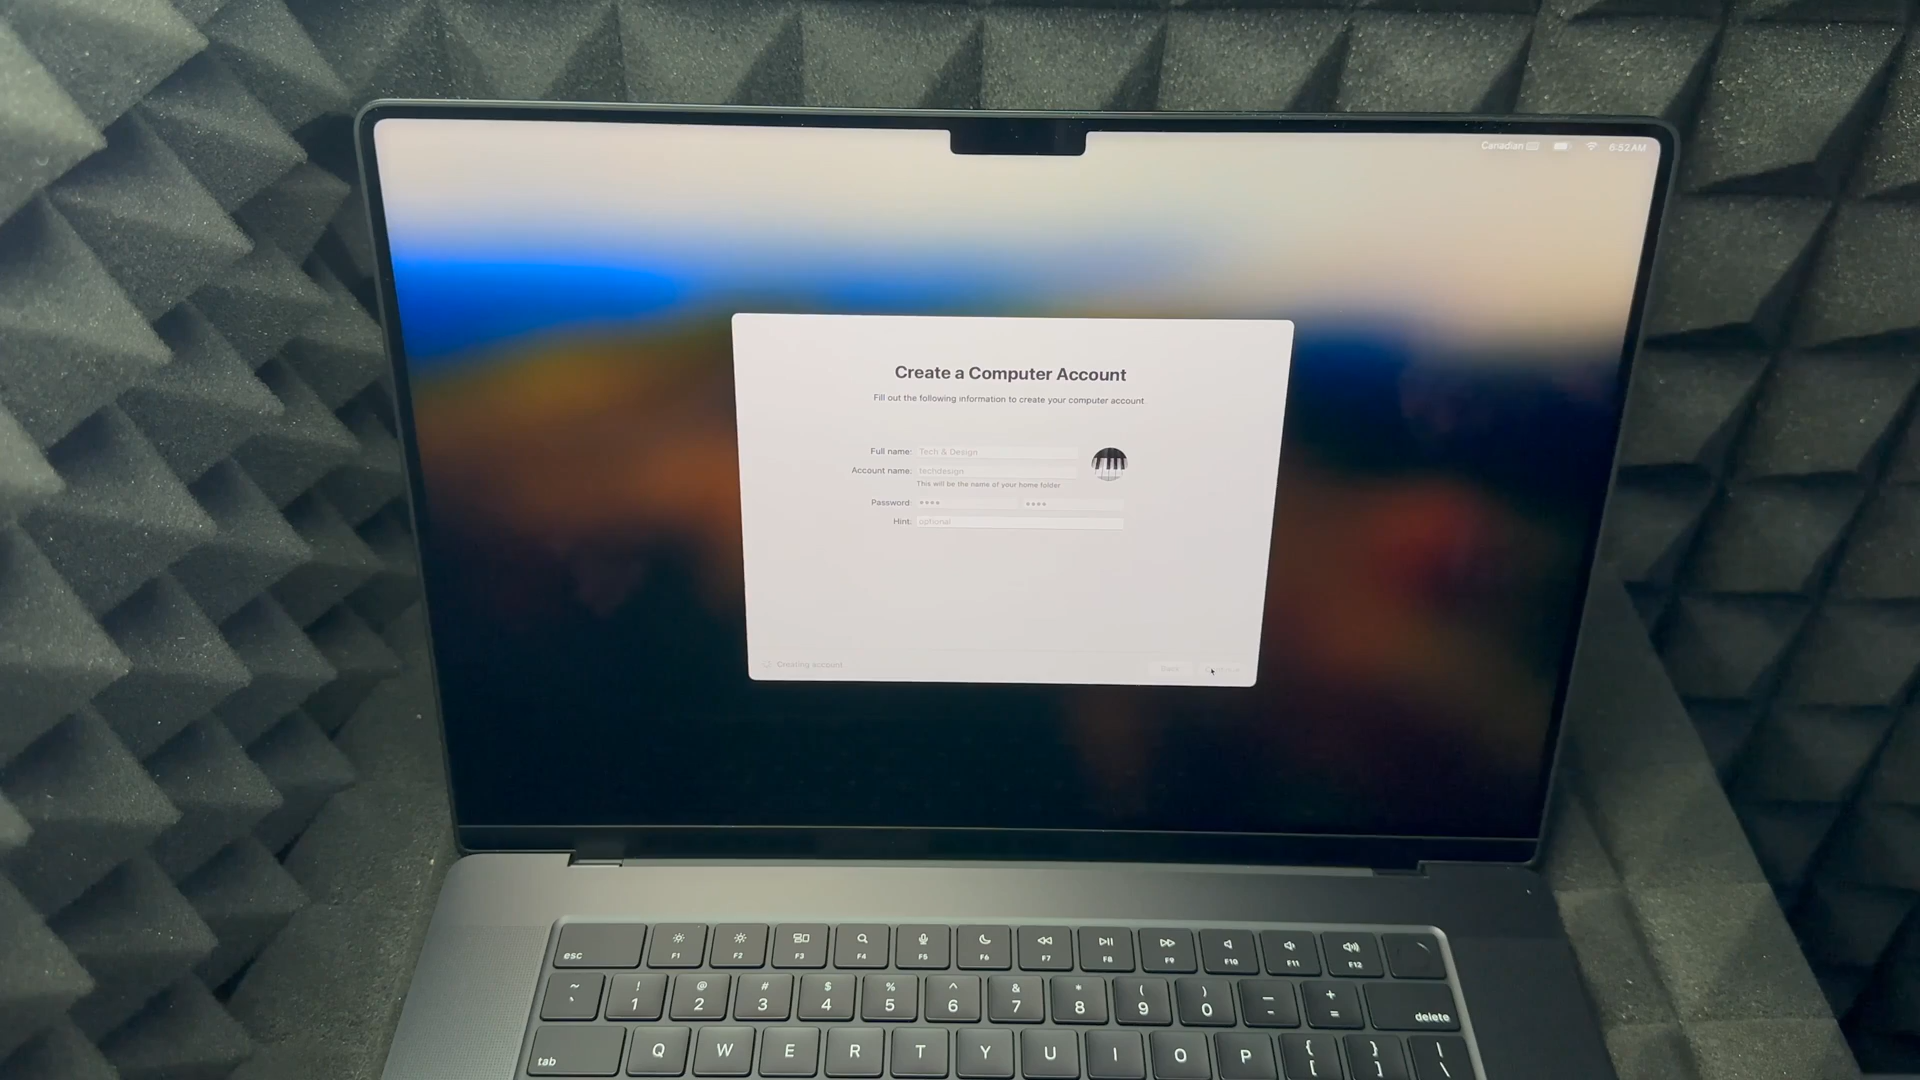 Canadian 6:52 AM
Create a Computer Account
Fill out the following information to create your computer account
Full name: Tech & Design
Account name: techdesign
This will be the name of your home folder
Password: •••• ••••
Hint: optional
Creating account
Back
esc F1 F2 F3 F4 F5 F6 F7 F8 F9 F10 F11 F12
~ ! @ # $ % ^ & * ( ) _ +
` 1 2 3 4 5 6 7 8 9 0 - = delete
{ } |
tab Q W E R T Y U I O P [ ] \